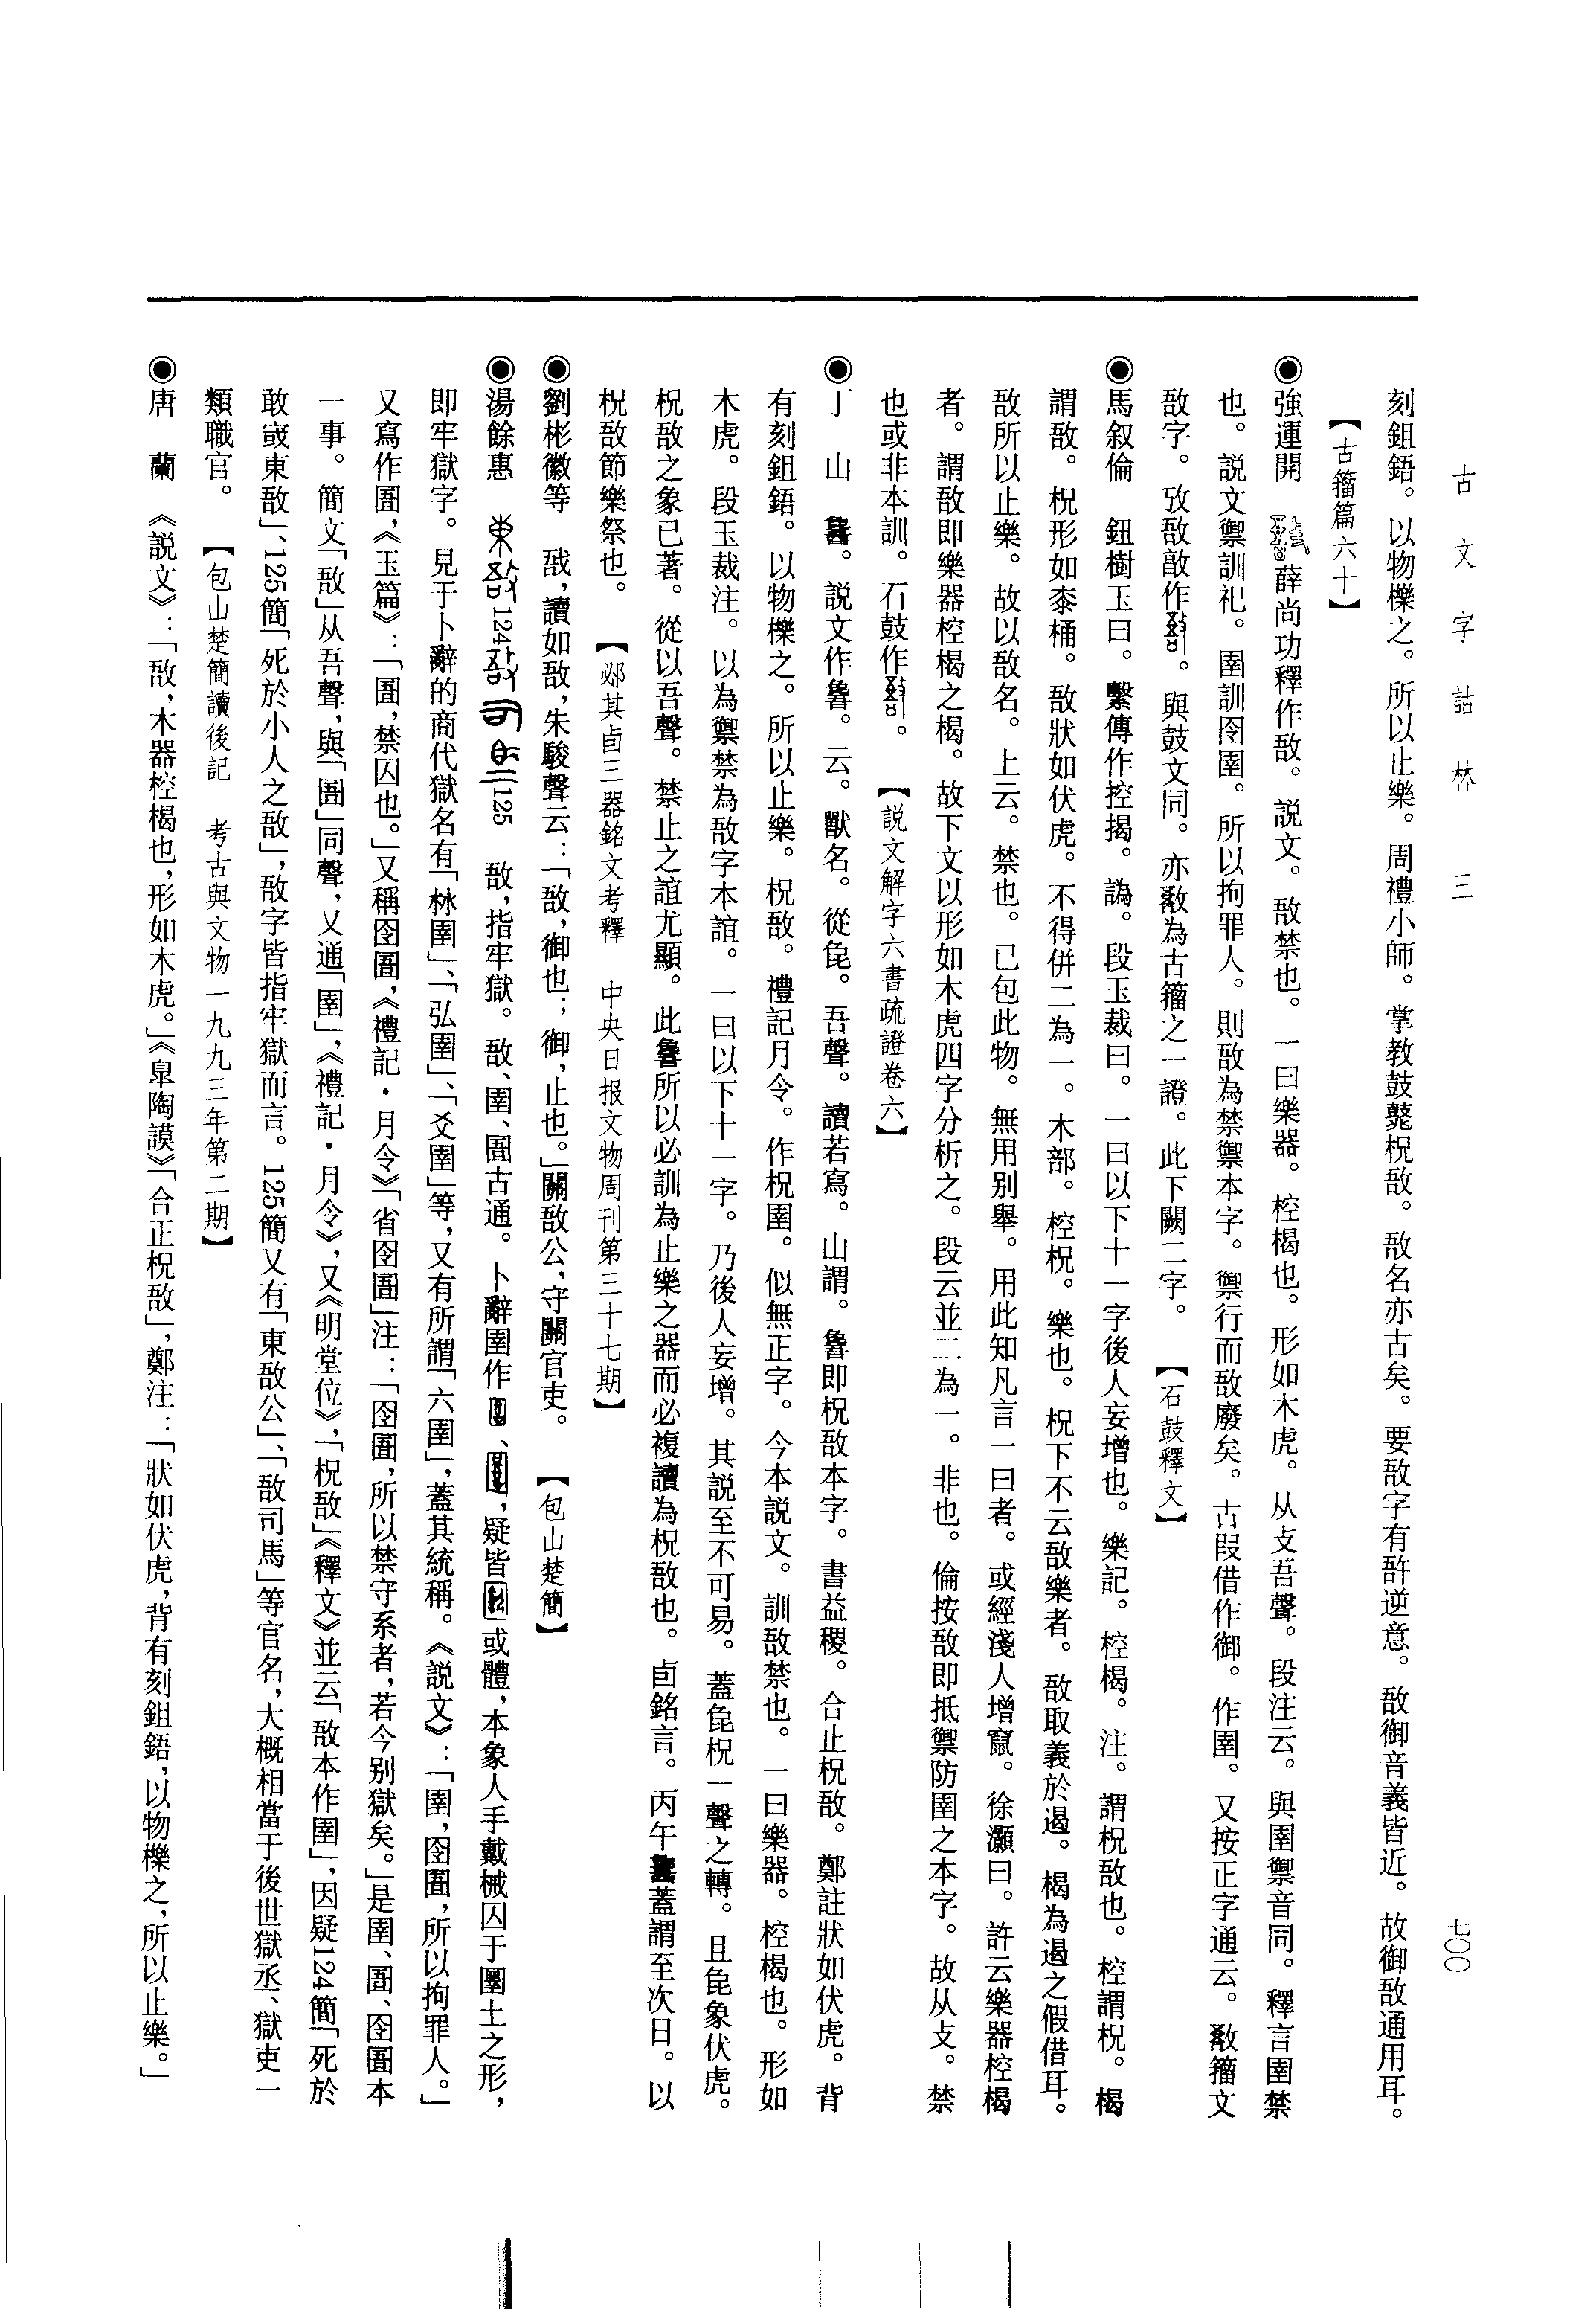 古文字詁林 三
七〇〇
刻鉏鋙。以物櫟之。所以止樂。周禮小師。掌教鼓鼗柷敔。敔名亦古矣。要敔字有許逆意。敔御音義皆近。故御敔通用耳。
【古籀篇六十】
◉強運開 薛尚功釋作敔。説文。敔禁也。一曰樂器。椌楬也。形如木虎。从攴吾聲。段注云。與圉禦音同。釋言圉禁
也。説文禦訓祀。圉訓囹圉。所以拘罪人。則敔為禁禦本字。禦行而敔廢矣。古叚借作御。作圉。又按正字通云。籀文
敔字。攷敔敵作。與鼓文同。亦為古籀之一證。此下闕二字。 【石鼓釋文】
◉馬叙倫 鈕樹玉曰。繫傳作控揭。譌。段玉裁曰。一曰以下十一字後人妄增也。樂記。椌楬。注。謂柷敔也。椌謂柷。楬
謂敔。柷形如桼桶。敔狀如伏虎。不得併二為一。木部。椌柷。樂也。柷下不云敔樂者。敔取義於遏。楬為遏之假借耳。
敔所以止樂。故以敔名。上云。禁也。已包此物。無用別舉。用此知凡言一曰者。或經淺人增竄。徐灝曰。許云樂器椌楬
者。謂敔即樂器椌楬之楬。故下文以形如木虎四字分析之。段云並二為一。非也。倫按敔即抵禦防圉之本字。故从攴。禁
也或非本訓。石鼓作。 【説文解字六書疏證卷六】
◉丁 山 。説文作。云。獸名。從㲋。吾聲。讀若寫。山謂。即柷敔本字。書益稷。合止柷敔。鄭註狀如伏虎。背
有刻鉏鋙。以物櫟之。所以止樂。柷敔。禮記月令。作柷圉。似無正字。今本説文。訓敔禁也。一曰樂器。椌楬也。形如
木虎。段玉裁注。以為禦禁為敔字本誼。一曰以下十一字。乃後人妄增。其説至不可易。蓋㲋柷一聲之轉。且㲋象伏虎。
柷敔之象已著。從以吾聲。禁止之誼尤顯。此所以必訓為止樂之器而必複讀為柷敔也。卣銘言。丙午蓋謂至次日。以
柷敔節樂祭也。 【邲其卣三器銘文考釋 中央日报文物周刊第三十七期】
◉劉彬徽等 敔,讀如敔,朱駿聲云:「敔,御也;御,止也。」關敔公,守關官吏。 【包山楚簡】
◉湯餘惠 124 125 敔,指牢獄。敔、圉、圄古通。卜辭圉作、,疑皆或體,本象人手戴械囚于圜土之形,
即牢獄字。見于卜辭的商代獄名有「㭉圉」、「弘圉」、「爻圉」等,又有所謂「六圉」,蓋其統稱。《説文》:「圉,囹圄,所以拘罪人。」
又寫作圄,《玉篇》:「圄,禁囚也。」又稱囹圄,《禮記·月令》「省囹圄」注:「囹圄,所以禁守系者,若今別獄矣。」是圉、圄、囹圄本
一事。簡文「敔」从吾聲,與「圄」同聲,又通「圉」,《禮記·月令》,又《明堂位》,「柷敔」《釋文》並云「敔本作圉」,因疑124簡「死於
敢㦽東敔」、125簡「死於小人之敔」,敔字皆指牢獄而言。125簡又有「東敔公」、「敔司馬」等官名,大概相當于後世獄丞、獄吏一
類職官。 【包山楚簡讀後記 考古與文物一九九三年第二期】
◉唐 蘭 《説文》:「敔,木器椌楬也,形如木虎。」《臯陶謨》「合正柷敔」,鄭注:「狀如伏虎,背有刻鉏鋙,以物櫟之,所以止樂。」